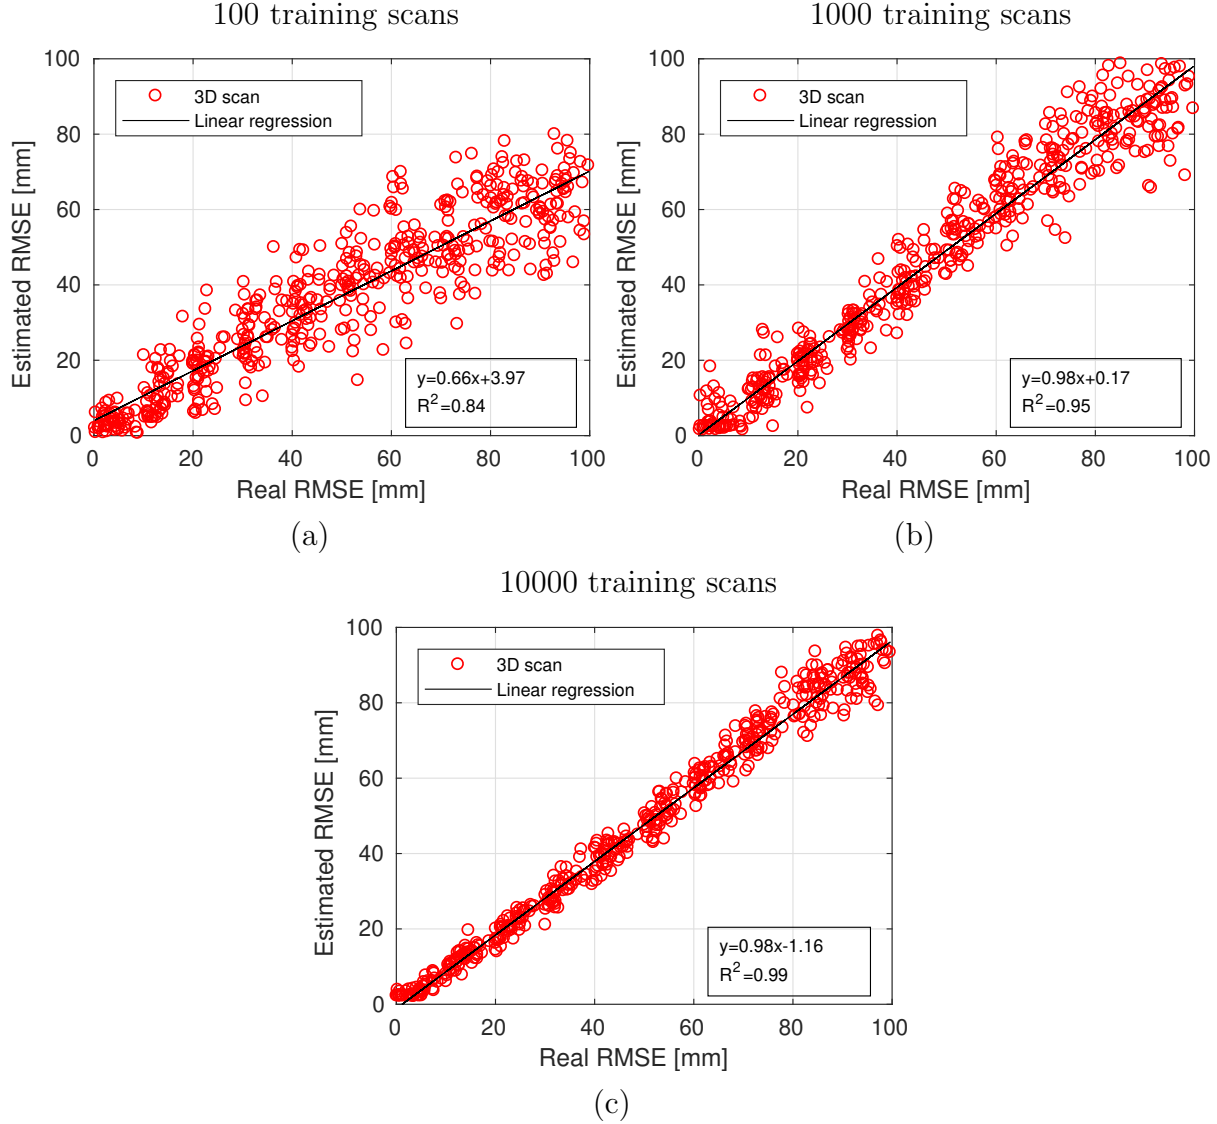 100 training scans
100
80
60
40
20
0
0 20 40 60 80 100
Estimated RMSE [mm]
Real RMSE [mm]
3D scan
Linear regression
y=0.66x+3.97
R²=0.84
(a)
1000 training scans
100
80
60
40
20
0
0 20 40 60 80 100
Estimated RMSE [mm]
Real RMSE [mm]
3D scan
Linear regression
y=0.98x+0.17
R²=0.95
(b)
10000 training scans
100
80
60
40
20
0
0 20 40 60 80 100
Estimated RMSE [mm]
Real RMSE [mm]
3D scan
Linear regression
y=0.98x-1.16
R²=0.99
(c)